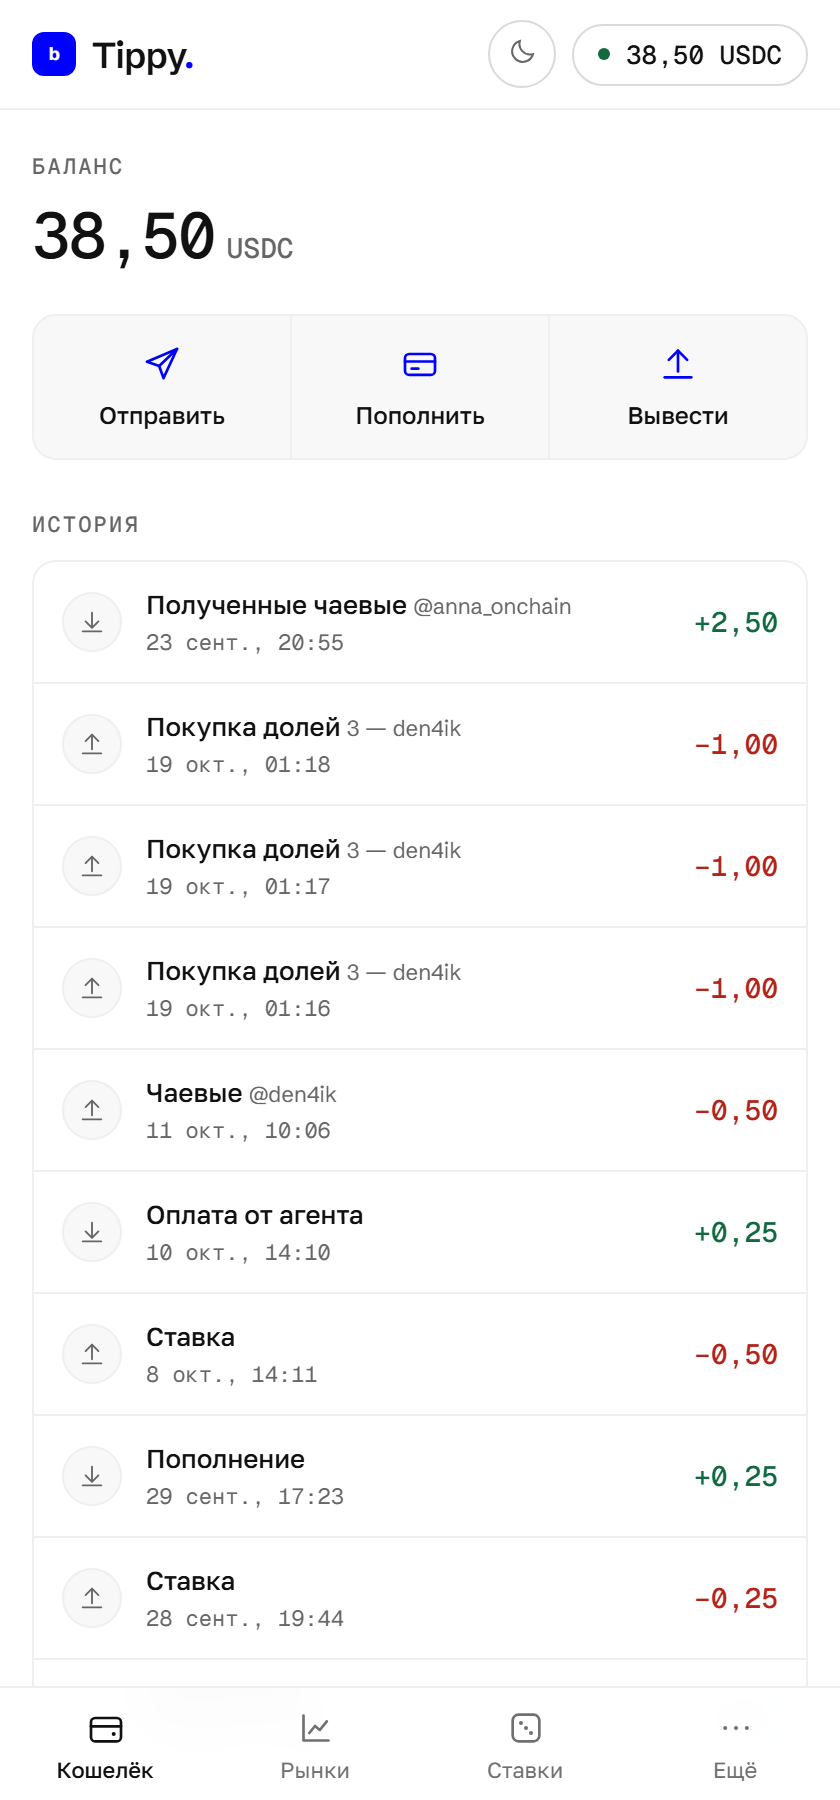 b Tippy.
38,50 USDC
БАЛАНС
38,50 USDC
Отправить
Пополнить
Вывести
ИСТОРИЯ
Полученные чаевые @anna_onchain
23 сент., 20:55
+2,50
Покупка долей 3 — den4ik
19 окт., 01:18
−1,00
Покупка долей 3 — den4ik
19 окт., 01:17
−1,00
Покупка долей 3 — den4ik
19 окт., 01:16
−1,00
Чаевые @den4ik
11 окт., 10:06
−0,50
Оплата от агента
10 окт., 14:10
+0,25
Ставка
8 окт., 14:11
−0,50
Пополнение
29 сент., 17:23
+0,25
Ставка
28 сент., 19:44
−0,25
Кошелёк
Рынки
Ставки
Ещё